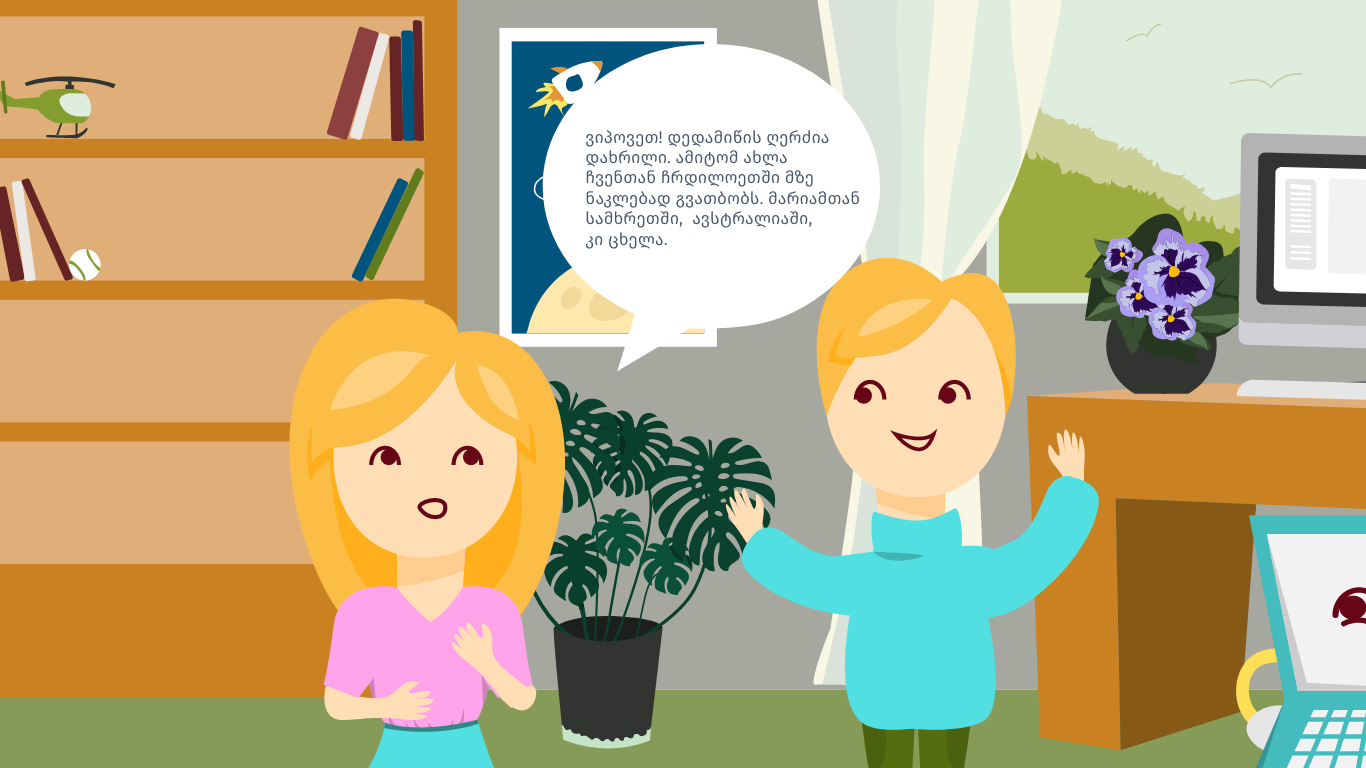 ვიპოვეთ! დედამიწის ღერძია
დახრილი. ამიტომ ახლა
ჩვენთან ჩრდილოეთში მზე
ნაკლებად გვათბობს. მარიამთან
სამხრეთში,  ავსტრალიაში,
კი ცხელა.